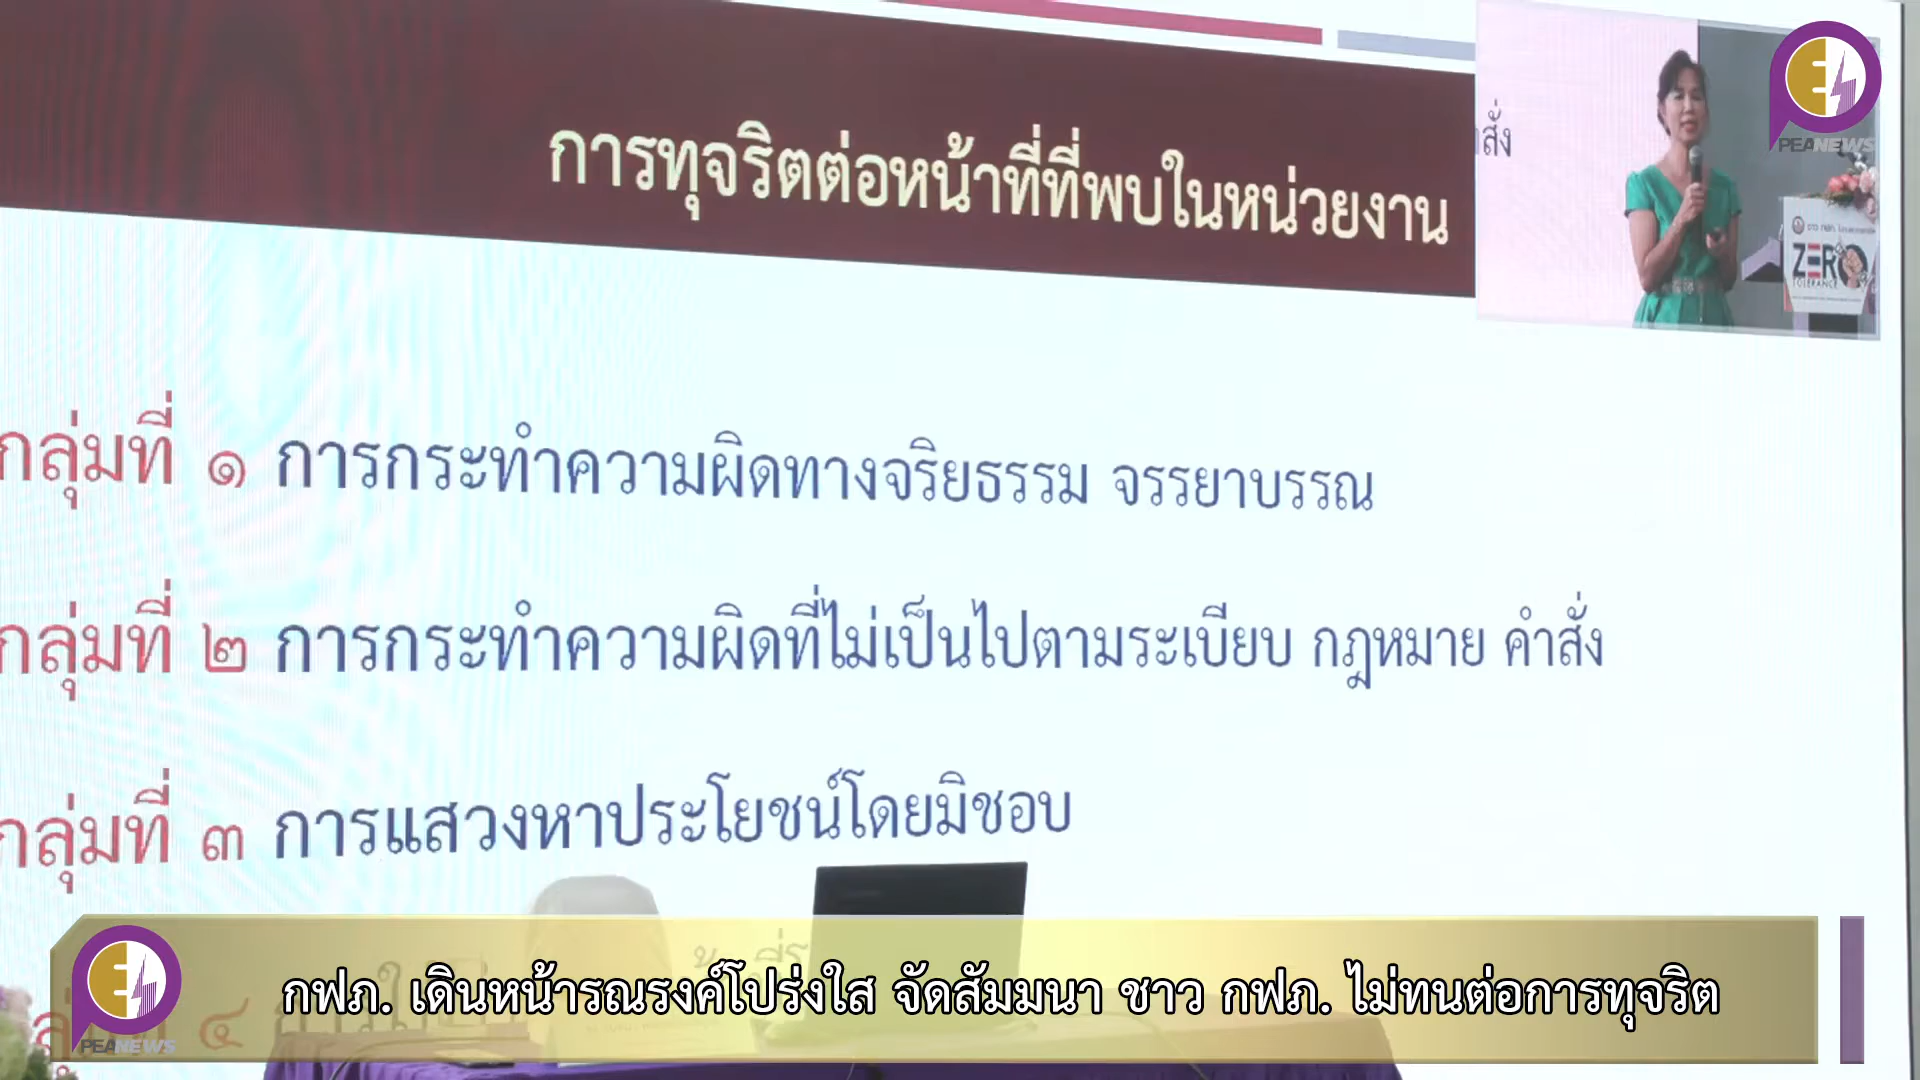 การทุจริตต่อหน้าที่ที่พบในหน่วยงาน
าสั่ง
PEANEWS
ZERO
TOLERANCE
กลุ่มที่ ๑ การกระทำความผิดทางจริยธรรม จรรยาบรรณ
กลุ่มที่ ๒ การกระทำความผิดที่ไม่เป็นไปตามระเบียบ กฎหมาย คำสั่ง
กลุ่มที่ ๓ การแสวงหาประโยชน์โดยมิชอบ
๔
กฟภ. เดินหน้ารณรงค์โปร่งใส จัดสัมมนา ชาว กฟภ. ไม่ทนต่อการทุจริต
PEANEWS